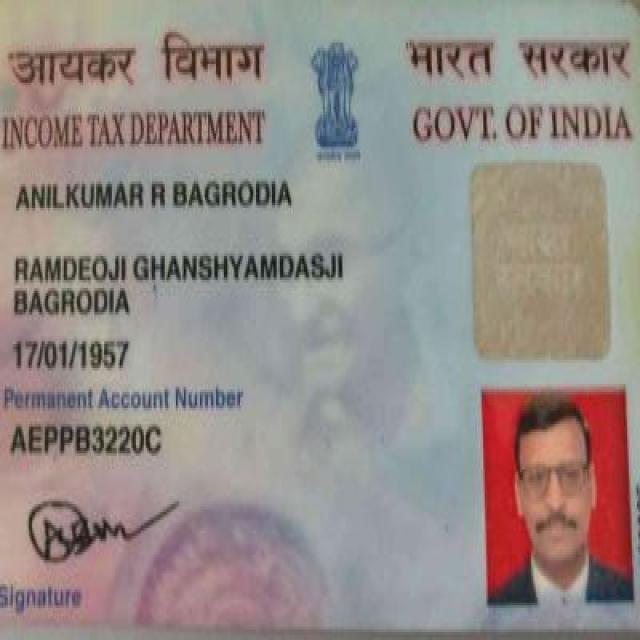 आयकर विभाग
भारत सरकार
INCOME TAX DEPARTMENT
GOVT. OF INDIA
ANILKUMAR R BAGRODIA
RAMDEOJI GHANSHYAMDASJI
BAGRODIA
17/01/1957
Permanent Account Number
AEPPB3220C
Signature